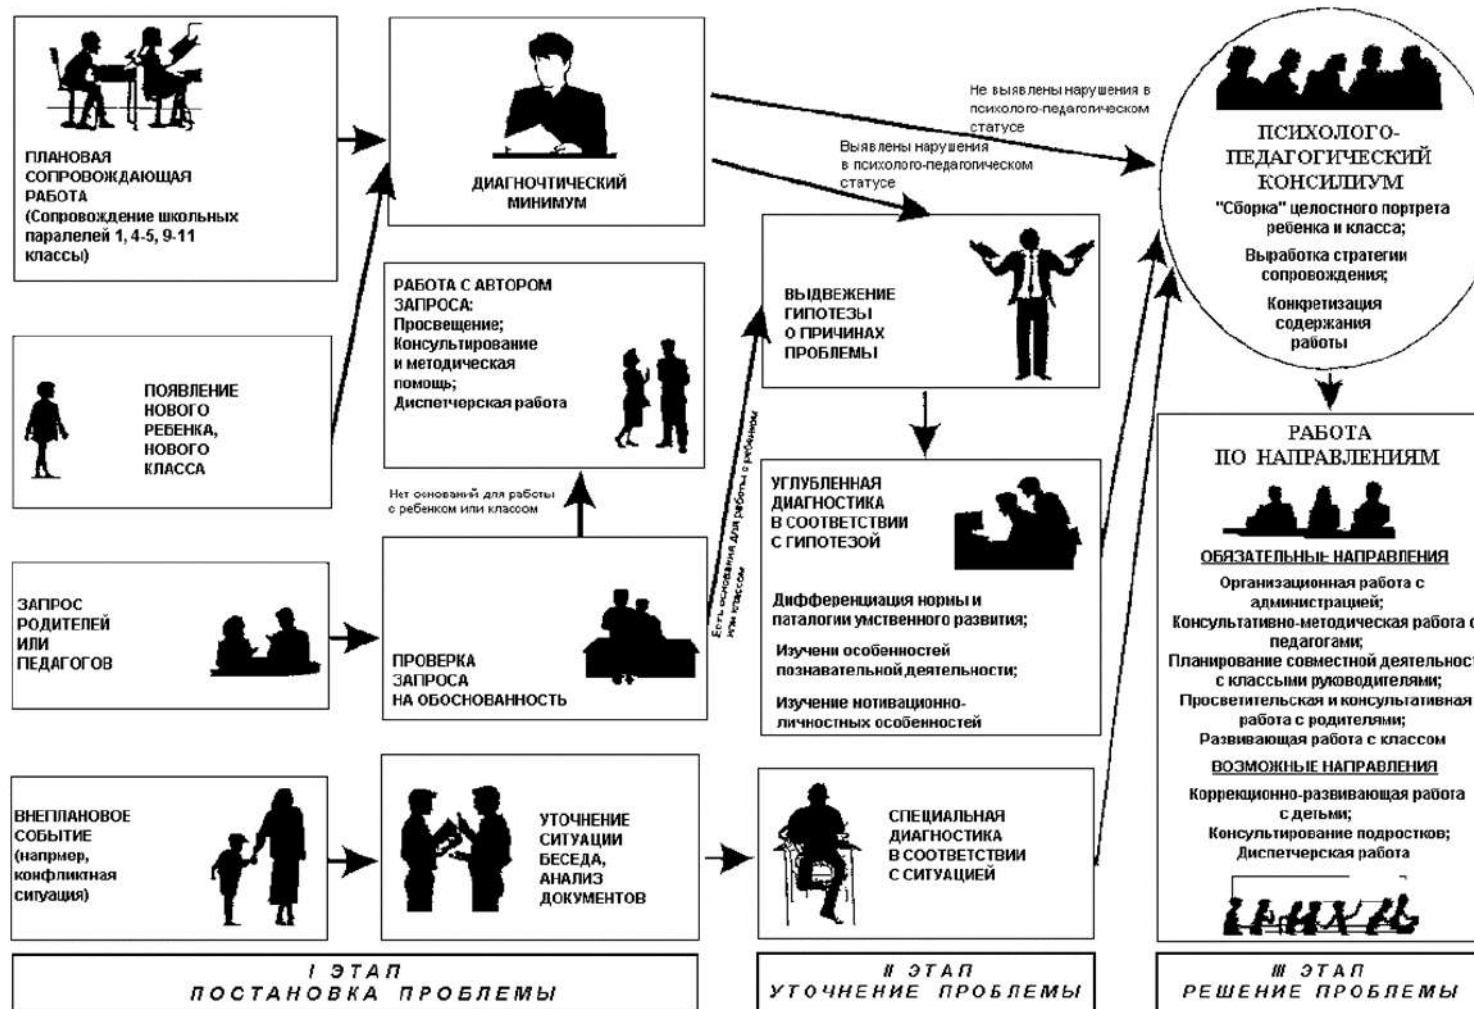 ПЛАНОВАЯ
СОПРОВОЖДАЮЩАЯ
РАБОТА
(Сопровождение школьных
паралелей 1, 4-5, 9-11
классы)
ДИАГНОЧТИЧЕСКИЙ
МИНИМУМ
Не выявлены нарушения в
психолого-педагогическом
статусе
Выявлены нарушения
в психолого-педагогическом
статусе
ПСИХОЛОГО-
ПЕДАГОГИЧЕСКИЙ
КОНСИЛИУМ
"Сборка" целостного портрета
ребенка и класса;
Выработка стратегии
сопровождения;
Конкретизация
содержания
работы
ПОЯВЛЕНИЕ
НОВОГО
РЕБЕНКА,
НОВОГО
КЛАССА
РАБОТА С АВТОРОМ
ЗАПРОСА:
Просвещение;
Консультирование
и методическая
помощь;
Диспетчерская работа
ВЫДВЕЖЕНИЕ
ГИПОТЕЗЫ
О ПРИЧИНАХ
ПРОБЛЕМЫ
Нет оснований для работы
с ребенком или классом
Есть основания для работы с ребенком
или классом
ЗАПРОС
РОДИТЕЛЕЙ
ИЛИ
ПЕДАГОГОВ
ПРОВЕРКА
ЗАПРОСА
НА ОБОСНОВАННОСТЬ
УГЛУБЛЕННАЯ
ДИАГНОСТИКА
В СООТВЕТСТВИИ
С ГИПОТЕЗОЙ
Дифференциация нормы и
паталогии умственного развития;
Изучени особенностей
познавательной деятельности;
Изучение мотивационно-
личностных особенностей
РАБОТА
ПО НАПРАВЛЕНИЯМ
ОБЯЗАТЕЛЬНЫЕ НАПРАВЛЕНИЯ
Организационная работа с
администрацией;
Консультативно-методическая работа с
педагогами;
Планирование совместной деятельност
с классыми руководителями;
Просветительская и консультативная
работа с родителями;
Развивающая работа с классом
ВОЗМОЖНЫЕ НАПРАВЛЕНИЯ
Коррекционно-развивающая работа
с детьми;
Консультирование подростков;
Диспетчерская работа
ВНЕПЛАНОВОЕ
СОБЫТИЕ
(напрмер,
конфликтная
ситуация)
УТОЧНЕНИЕ
СИТУАЦИИ
БЕСЕДА,
АНАЛИЗ
ДОКУМЕНТОВ
СПЕЦИАЛЬНАЯ
ДИАГНОСТИКА
В СООТВЕТСТВИИ
С СИТУАЦИЕЙ
I ЭТАП
ПОСТАНОВКА ПРОБЛЕМЫ
II ЭТАП
УТОЧНЕНИЕ ПРОБЛЕМЫ
III ЭТАП
РЕШЕНИЕ ПРОБЛЕМЫ